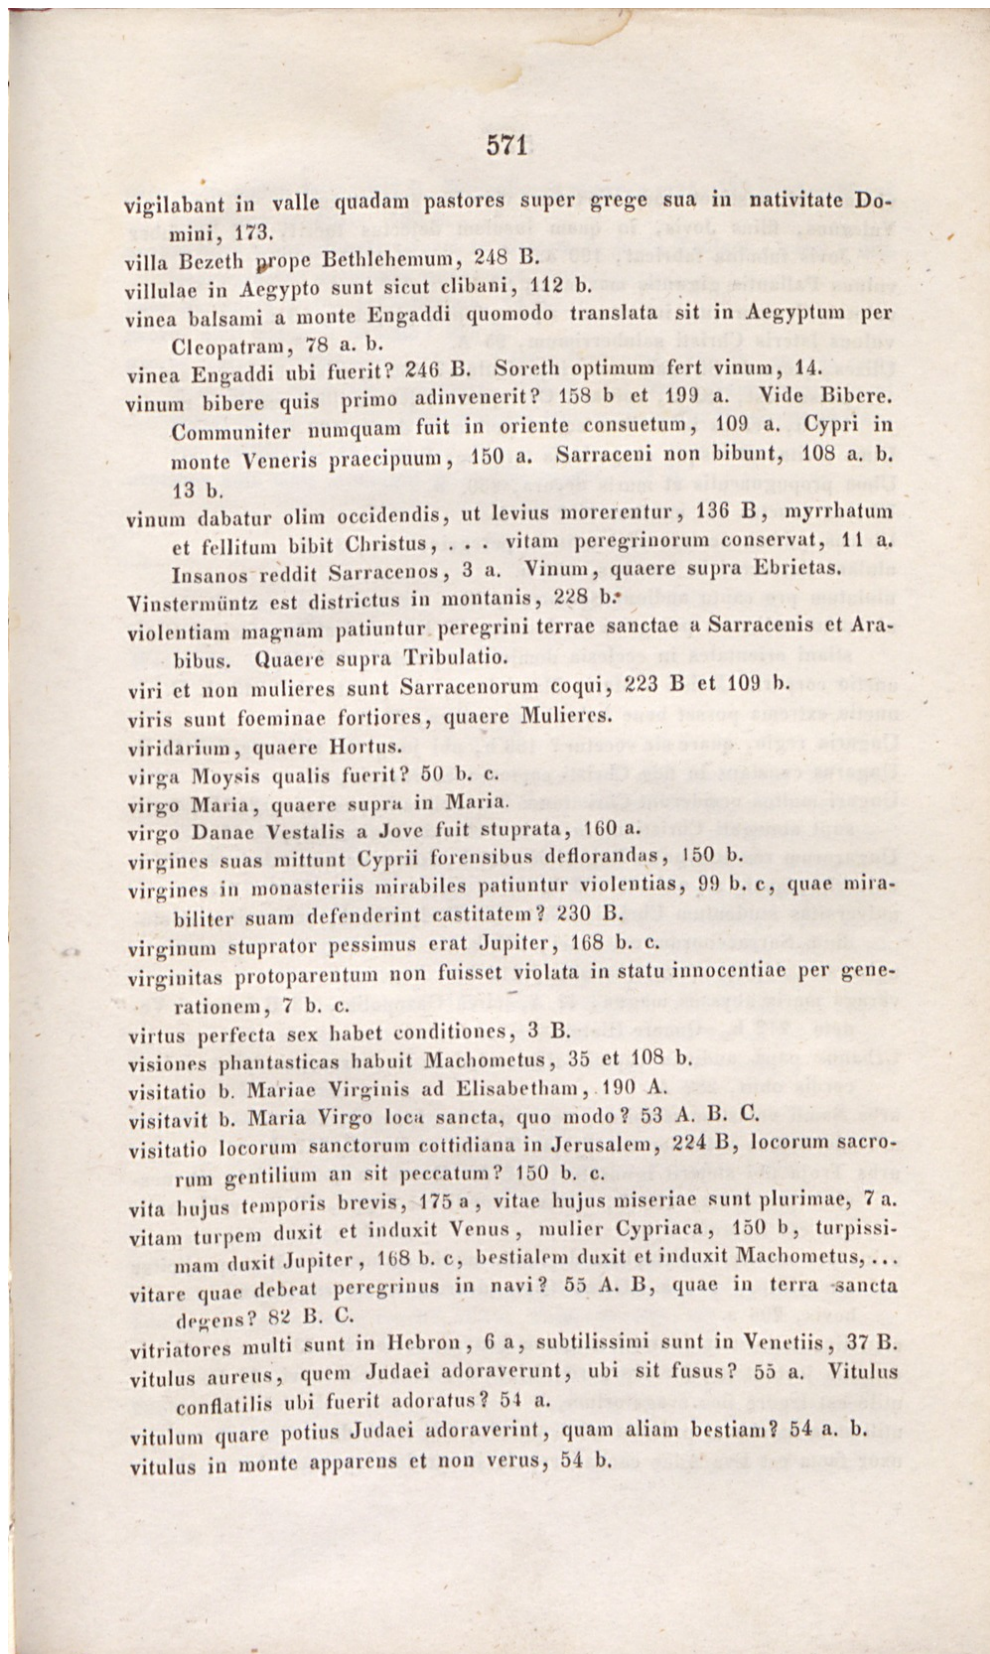 571
vigilabant in valle quadam pastores super grege sua in nativitate Do-
mini, 173.
villa Bezeth prope Bethlehemum, 248 B.
villulae in Aegypto sunt sicut clibani, 112 b.
vinea balsami a monte Engaddi quomodo translata sit in Aegyptum per
Cleopatram, 78 a. b.
vinea Engaddi ubi fuerit? 246 B. Soreth optimum fert vinum, 14.
vinum bibere quis primo adinvenerit? 158 b et 199 a. Vide Bibere.
Communiter numquam fuit in oriente consuetum, 109 a. Cypri in
monte Veneris praecipuum, 150 a. Sarraceni non bibunt, 108 a. b.
13 b.
vinum dabatur olim occidendis, ut levius morerentur, 136 B, myrrhatum
et fellitum bibit Christus, . . . vitam peregrinorum conservat, 11 a.
Insanos reddit Sarracenos, 3 a. Vinum, quaere supra Ebrietas.
Vinstermüntz est districtus in montanis, 228 b.
violentiam magnam patiuntur peregrini terrae sanctae a Sarracenis et Ara-
bibus. Quaere supra Tribulatio.
viri et non mulieres sunt Sarracenorum coqui, 223 B et 109 b.
viris sunt foeminae fortiores, quaere Mulieres.
viridarium, quaere Hortus.
virga Moysis qualis fuerit? 50 b. c.
virgo Maria, quaere supra in Maria.
virgo Danae Vestalis a Jove fuit stuprata, 160 a.
virgines suas mittunt Cyprii forensibus deflorandas, 150 b.
virgines in monasteriis mirabiles patiuntur violentias, 99 b. c, quae mira-
biliter suam defenderint castitatem? 230 B.
virginum stuprator pessimus erat Jupiter, 168 b. c.
virginitas protoparentum non fuisset violata in statu innocentiae per gene-
rationem, 7 b. c.
virtus perfecta sex habet conditiones, 3 B.
visiones phantasticas habuit Machometus, 35 et 108 b.
visitatio b. Mariae Virginis ad Elisabetham, 190 A.
visitavit b. Maria Virgo loca sancta, quo modo? 53 A. B. C.
visitatio locorum sanctorum cottidiana in Jerusalem, 224 B, locorum sacro-
rum gentilium an sit peccatum? 150 b. c.
vita hujus temporis brevis, 175 a, vitae hujus miseriae sunt plurimae, 7 a.
vitam turpem duxit et induxit Venus, mulier Cypriaca, 150 b, turpissi-
mam duxit Jupiter, 168 b. c, bestialem duxit et induxit Machometus, ...
vitare quae debeat peregrinus in navi? 55 A. B, quae in terra sancta
degens? 82 B. C.
vitriatores multi sunt in Hebron, 6 a, subtilissimi sunt in Venetiis, 37 B.
vitulus aureus, quem Judaei adoraverunt, ubi sit fusus? 55 a. Vitulus
conflatilis ubi fuerit adoratus? 54 a.
vitulum quare potius Judaei adoraverint, quam aliam bestiam? 54 a. b.
vitulus in monte apparens et non verus, 54 b.